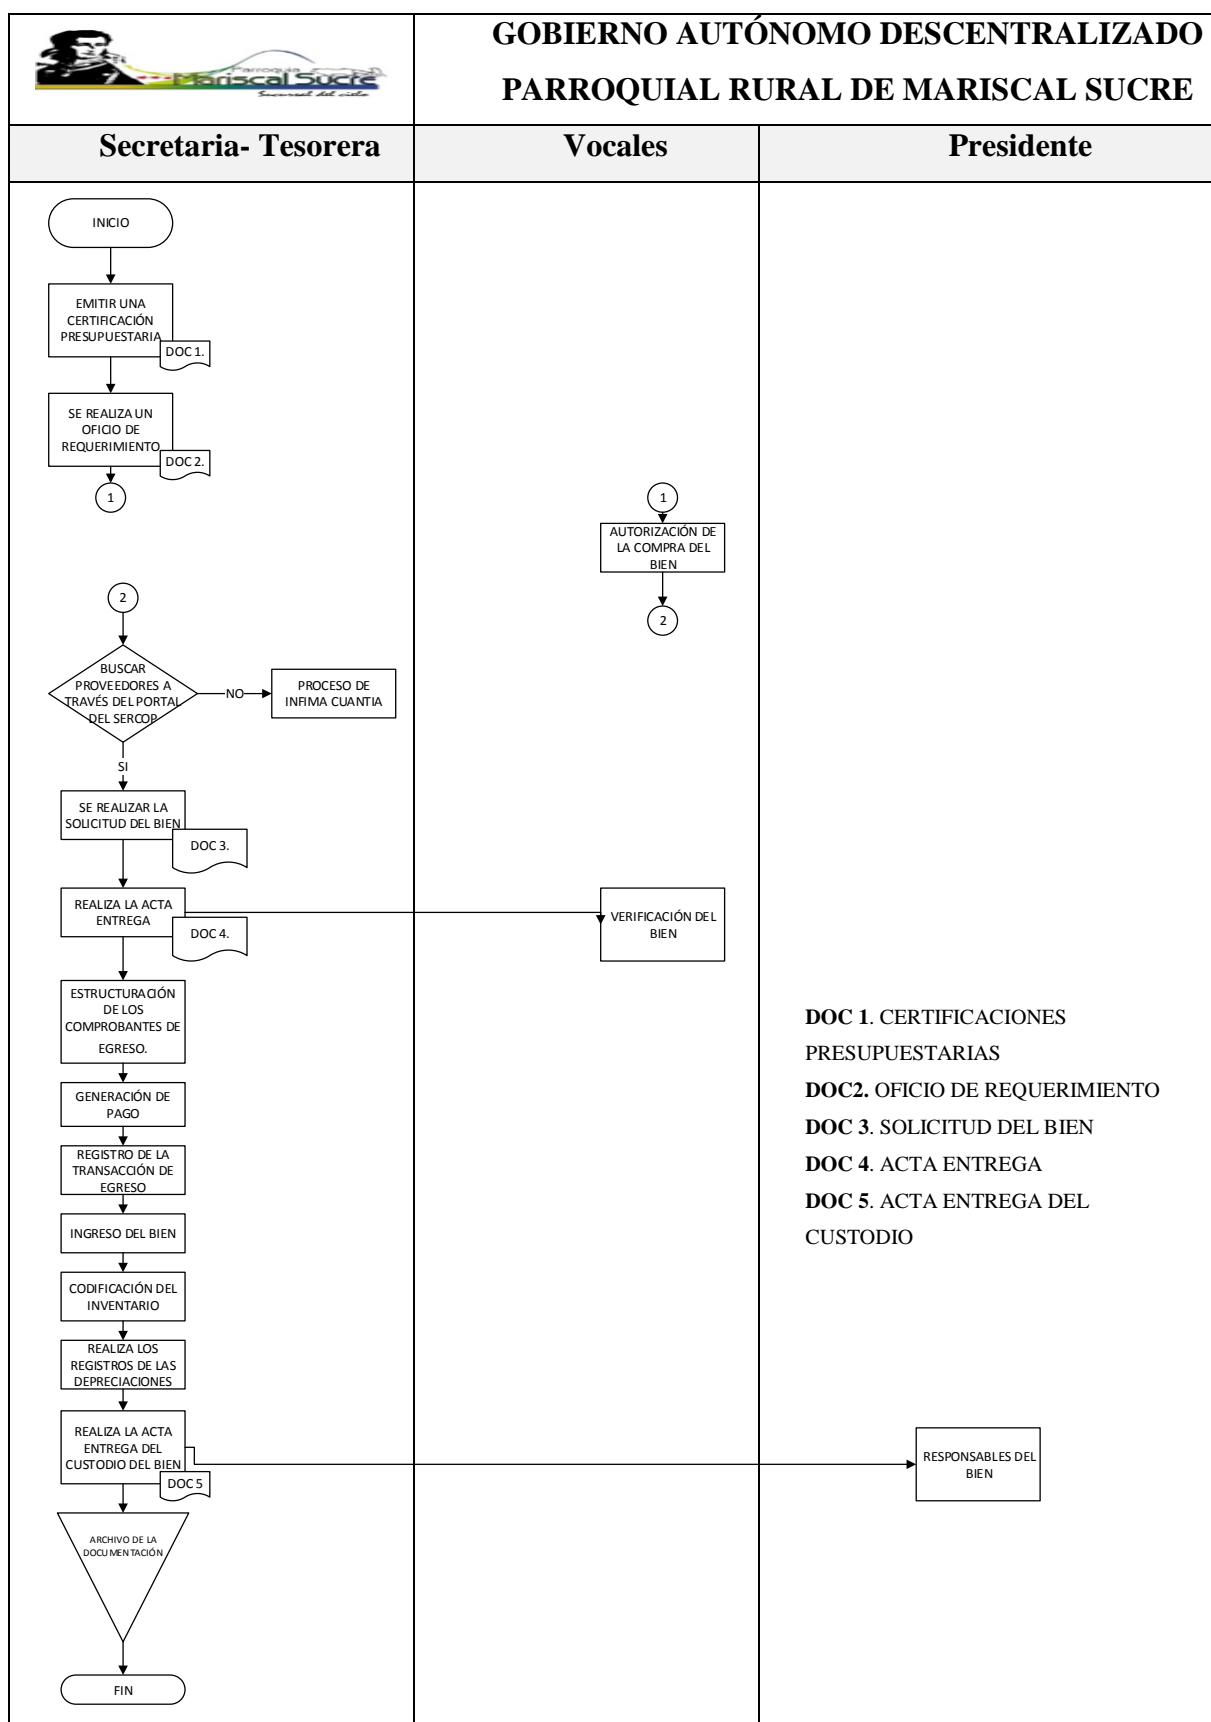 Parroquia
Mariscal Sucre
Sucursal del cielo
GOBIERNO AUTÓNOMO DESCENTRALIZADO
PARROQUIAL RURAL DE MARISCAL SUCRE
Secretaria- Tesorera
Vocales
Presidente
INICIO
EMITIR UNA
CERTIFICACIÓN
PRESUPUESTARIA
DOC 1.
SE REALIZA UN
OFICIO DE
REQUERIMIENTO
DOC 2.
1
1
AUTORIZACIÓN DE
LA COMPRA DEL
BIEN
2
2
BUSCAR
PROVEEDORES A
TRAVÉS DEL PORTAL
DEL SERCOP
NO
PROCESO DE
INFIMA CUANTIA
SI
SE REALIZAR LA
SOLICITUD DEL BIEN
DOC 3.
REALIZA LA ACTA
ENTREGA
DOC 4.
VERIFICACIÓN DEL
BIEN
ESTRUCTURACIÓN
DE LOS
COMPROBANTES DE
EGRESO.
GENERACIÓN DE
PAGO
REGISTRO DE LA
TRANSACCIÓN DE
EGRESO
INGRESO DEL BIEN
CODIFICACIÓN DEL
INVENTARIO
REALIZA LOS
REGISTROS DE LAS
DEPRECIACIONES
REALIZA LA ACTA
ENTREGA DEL
CUSTODIO DEL BIEN
DOC 5
RESPONSABLES DEL
BIEN
ARCHIVO DE LA
DOCUMENTACIÓN
FIN
DOC 1. CERTIFICACIONES
PRESUPUESTARIAS
DOC2. OFICIO DE REQUERIMIENTO
DOC 3. SOLICITUD DEL BIEN
DOC 4. ACTA ENTREGA
DOC 5. ACTA ENTREGA DEL
CUSTODIO